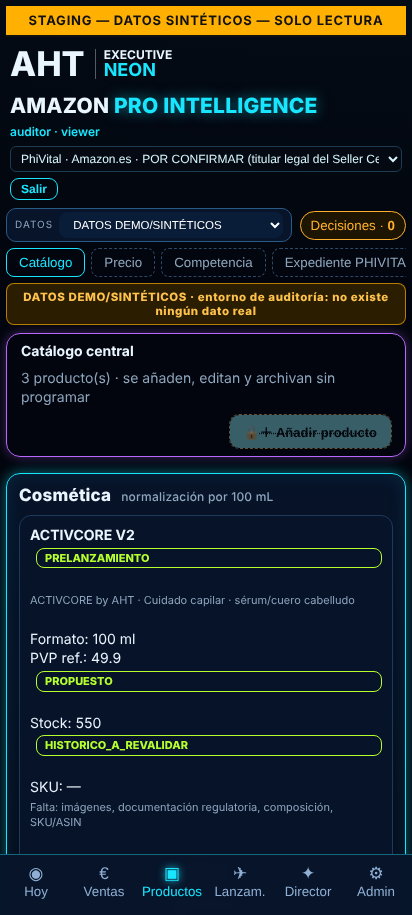 STAGING — DATOS SINTÉTICOS — SOLO LECTURA
AHT EXECUTIVE NEON
AMAZON PRO INTELLIGENCE
auditor · viewer
PhiVital · Amazon.es · POR CONFIRMAR (titular legal del Seller Ce
Salir
DATOS DATOS DEMO/SINTÉTICOS
Decisiones · 0
Catálogo Precio Competencia Expediente PHIVITA
DATOS DEMO/SINTÉTICOS · entorno de auditoría: no existe
ningún dato real
Catálogo central
3 producto(s) · se añaden, editan y archivan sin
programar
＋ Añadir producto
Cosmética normalización por 100 mL
ACTIVCORE V2
PRELANZAMIENTO
ACTIVCORE by AHT · Cuidado capilar · sérum/cuero cabelludo
Formato: 100 ml
PVP ref.: 49.9
PROPUESTO
Stock: 550
HISTORICO_A_REVALIDAR
SKU: —
Falta: imágenes, documentación regulatoria, composición,
SKU/ASIN
Hoy Ventas Productos Lanzam. Director Admin